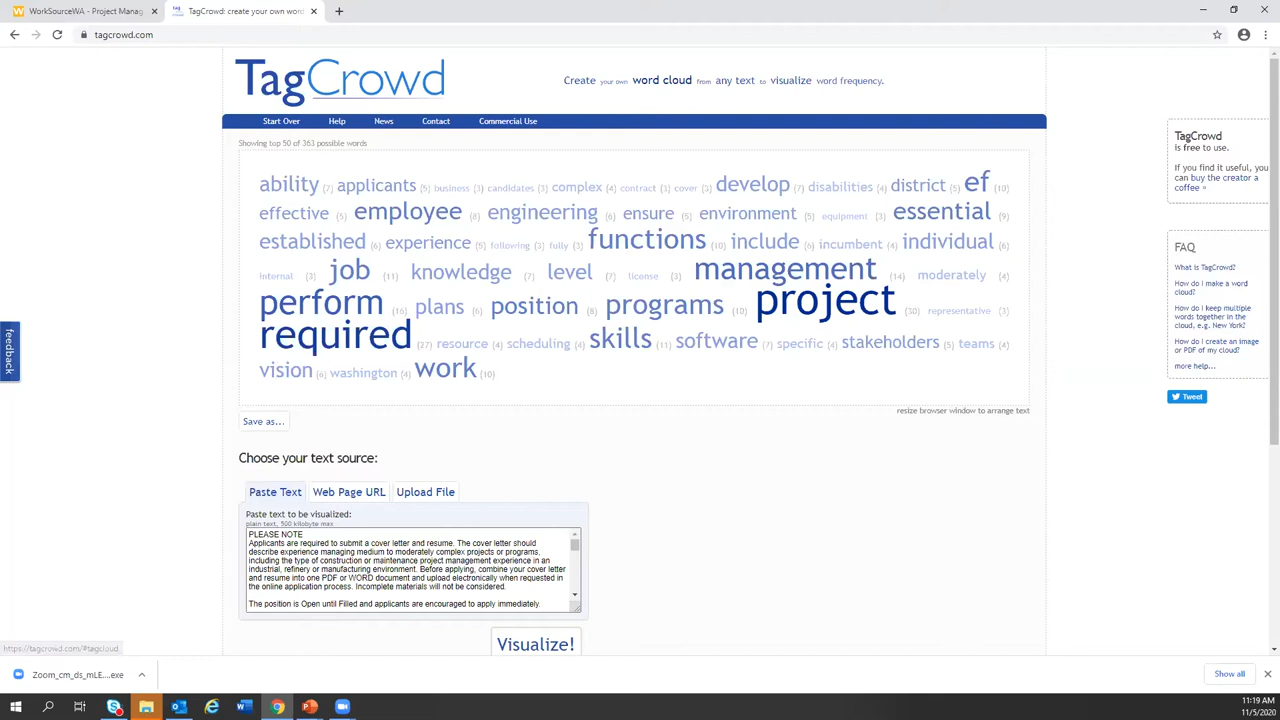 WorkSourceWA - Project Manag
TagCrowd: create your own word
tagcrowd.com
TagCrowd
Create your own word cloud from any text to visualize word frequency.
Start Over Help News Contact Commercial Use
Showing top 50 of 363 possible words
ability (7) applicants (5) business (3) candidates (3) complex (4) contract (3) cover (3) develop (7) disabilities (4) district (5) ef (10)
effective (5) employee (8) engineering (6) ensure (5) environment (5) equipment (3) essential (9)
established (6) experience (5) following (3) fully (3) functions (10) include (6) incumbent (4) individual (6)
internal (3) job (11) knowledge (7) level (7) license (3) management (14) moderately (4)
perform (16) plans (6) position (8) programs (10) project (30) representative (3)
required (27) resource (4) scheduling (4) skills (11) software (7) specific (4) stakeholders (5) teams (4)
vision (6) washington (4) work (10)
resize browser window to arrange text
Save as...
Choose your text source:
Paste Text Web Page URL Upload File
Paste text to be visualized:
plain text, 500 kilobyte max
PLEASE NOTE
Applicants are required to submit a cover letter and resume. The cover letter should
describe experience managing medium to moderately complex projects or programs,
including the type of construction or maintenance project management experience in an
industrial, refinery or manufacturing environment. Before applying, combine your cover letter
and resume into one PDF or WORD document and upload electronically when requested in
the online application process. Incomplete materials will not be considered.
The position is Open until Filled and applicants are encouraged to apply immediately.
Visualize!
TagCrowd
is free to use.
If you find it useful, you
can buy the creator a
coffee »
FAQ
What is TagCrowd?
How do I make a word
cloud?
How do I keep multiple
words together in the
cloud, e.g. New York?
How do I create an image
or PDF of my cloud?
more help...
Tweet
feedback
https://tagcrowd.com/#tagcloud
Zoom_cm_ds_mLE....exe
Show all
11:19 AM
11/5/2020